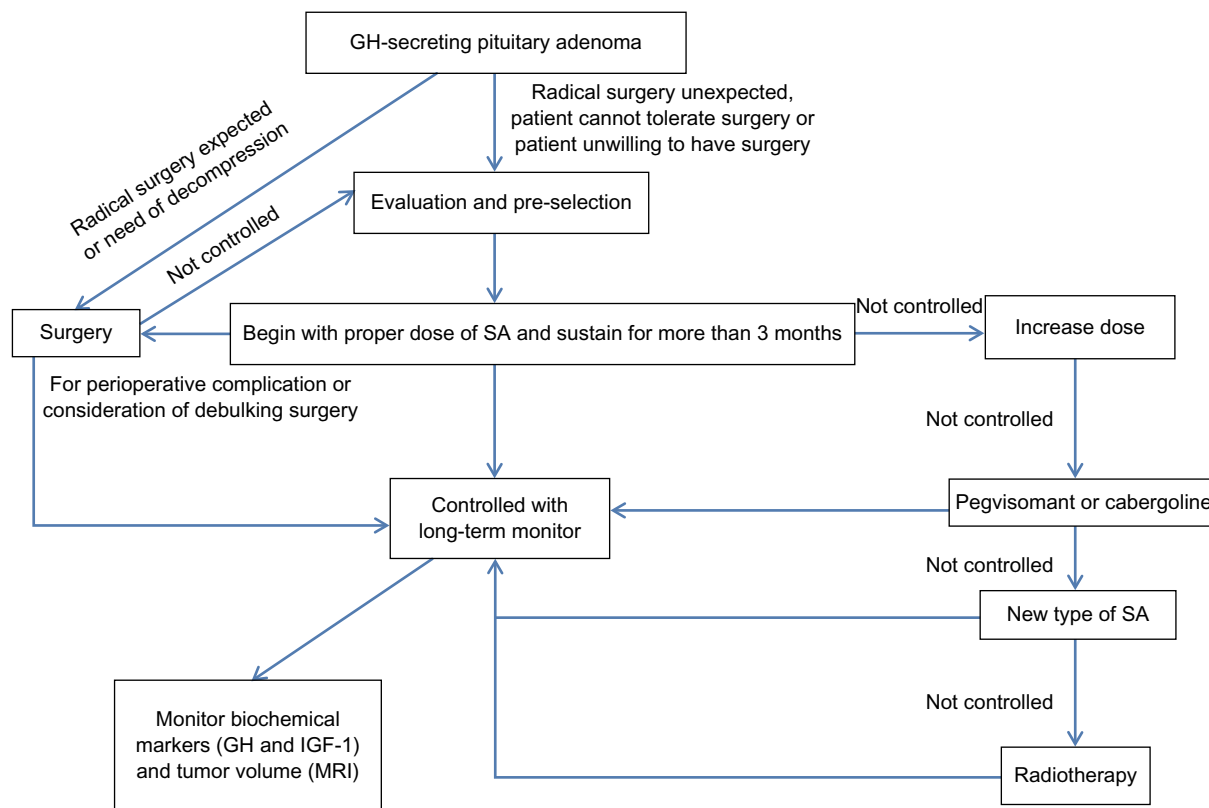 GH-secreting pituitary adenoma
Radical surgery unexpected,
patient cannot tolerate surgery or
patient unwilling to have surgery
Radical surgery expected
or need of decompression
Not controlled
Evaluation and pre-selection
Surgery
Begin with proper dose of SA and sustain for more than 3 months
Not controlled
Increase dose
For perioperative complication or
consideration of debulking surgery
Not controlled
Controlled with
long-term monitor
Pegvisomant or cabergoline
Not controlled
New type of SA
Not controlled
Monitor biochemical
markers (GH and IGF-1)
and tumor volume (MRI)
Radiotherapy